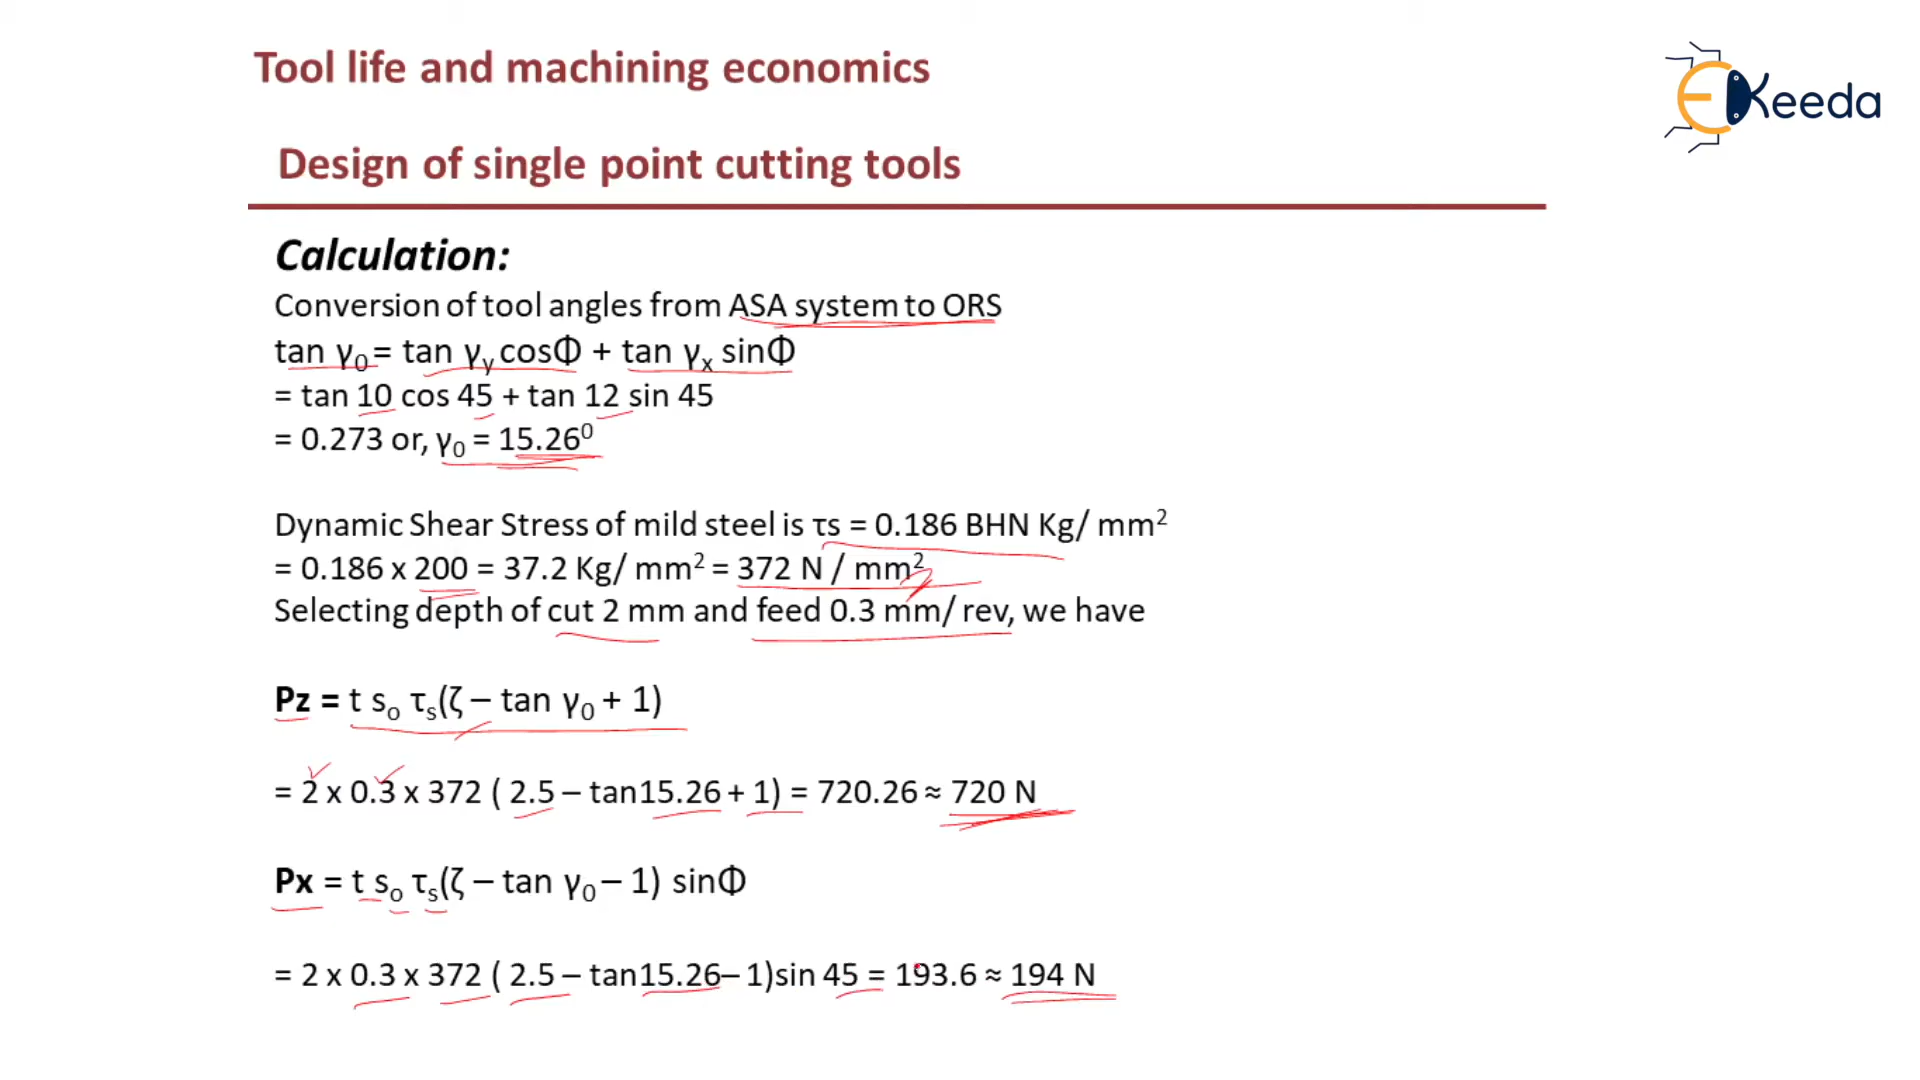 Tool life and machining economics
EKeeda
Design of single point cutting tools
Calculation:
Conversion of tool angles from ASA system to ORS
tan γ₀ = tan γᵧ cosΦ + tan γₓ sinΦ
= tan 10 cos 45 + tan 12 sin 45
= 0.273 or, γ₀ = 15.26⁰
Dynamic Shear Stress of mild steel is τs = 0.186 BHN Kg/ mm²
= 0.186 x 200 = 37.2 Kg/ mm² = 372 N / mm²
Selecting depth of cut 2 mm and feed 0.3 mm/ rev, we have
Pz = t sₒ τₛ(ζ – tan γ₀ + 1)
= 2 x 0.3 x 372 ( 2.5 – tan15.26 + 1) = 720.26 ≈ 720 N
Px = t sₒ τₛ(ζ – tan γ₀ – 1) sinΦ
= 2 x 0.3 x 372 ( 2.5 – tan15.26– 1)sin 45 = 193.6 ≈ 194 N